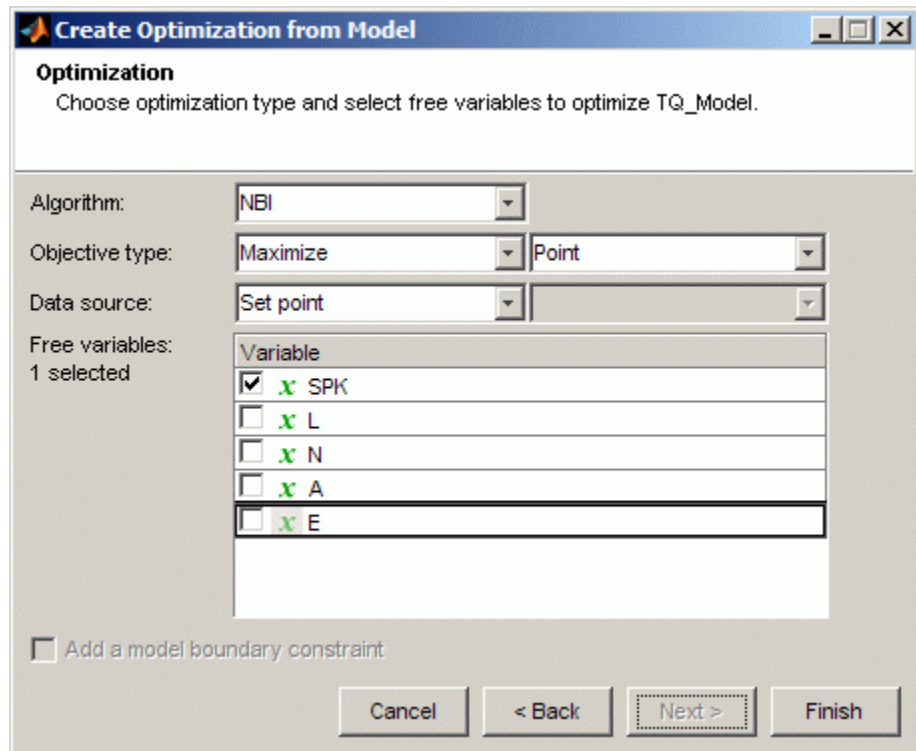 Create Optimization from Model
Optimization
Choose optimization type and select free variables to optimize TQ_Model.
Algorithm: NBI
Objective type: Maximize Point
Data source: Set point
Free variables:
1 selected
Variable
x SPK
x L
x N
x A
x E
Add a model boundary constraint
Cancel < Back Next > Finish